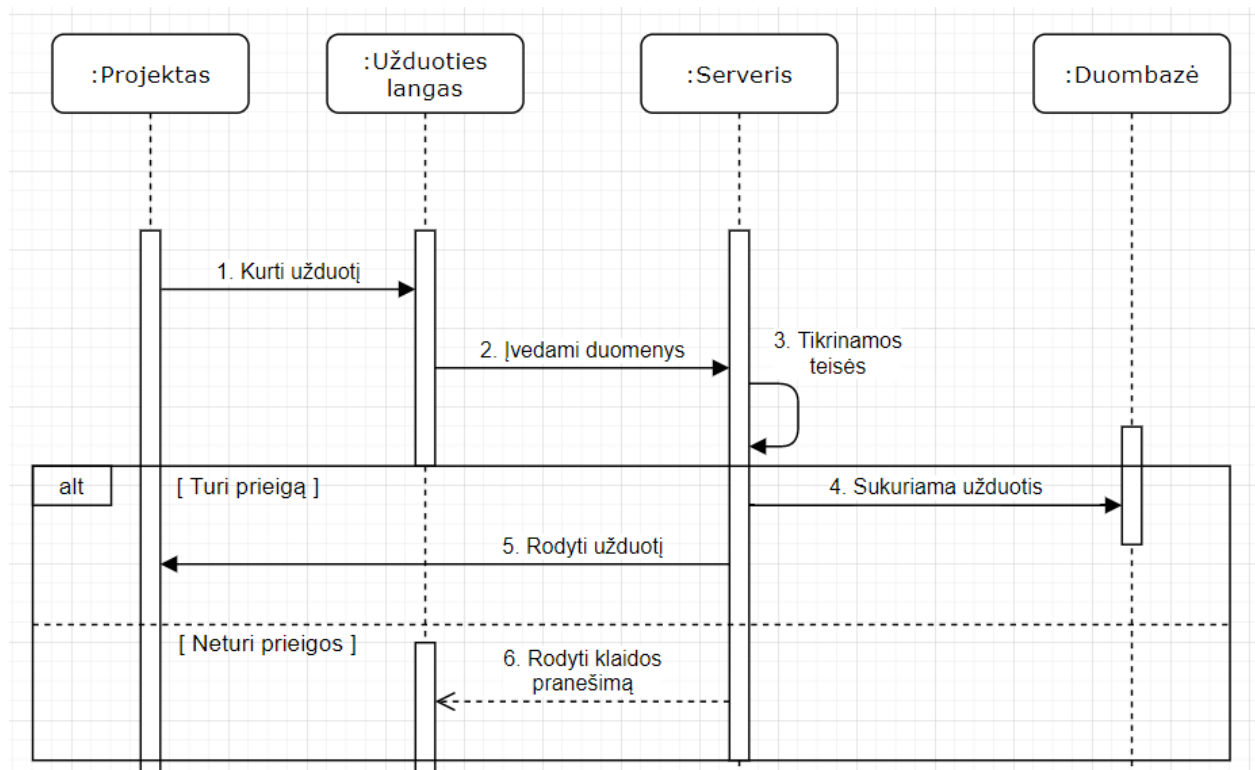 :Projektas
:Užduoties
langas
:Serveris
:Duombazė
1. Kurti užduotį
2. Įvedami duomenys
3. Tikrinamos
teisės
alt
[ Turi prieigą ]
4. Sukuriama užduotis
5. Rodyti užduotį
[ Neturi prieigos ]
6. Rodyti klaidos
pranešimą